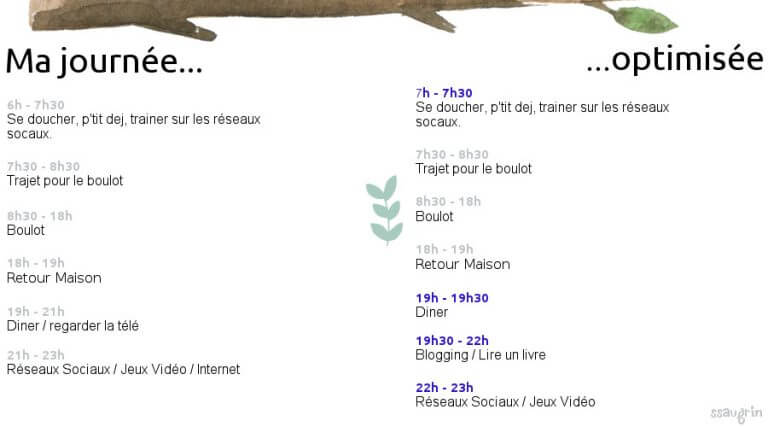 Ma journée...
6h - 7h30
Se doucher, p'tit dej, trainer sur les réseaux
socaux.
7h30 - 8h30
Trajet pour le boulot
8h30 - 18h
Boulot
18h - 19h
Retour Maison
19h - 21h
Diner / regarder la télé
21h - 23h
Réseaux Sociaux / Jeux Vidéo / Internet
...optimisée
7h - 7h30
Se doucher, p'tit dej, trainer sur les réseaux
socaux.
7h30 - 8h30
Trajet pour le boulot
8h30 - 18h
Boulot
18h - 19h
Retour Maison
19h - 19h30
Diner
19h30 - 22h
Blogging / Lire un livre
22h - 23h
Réseaux Sociaux / Jeux Vidéo
ssaugrin